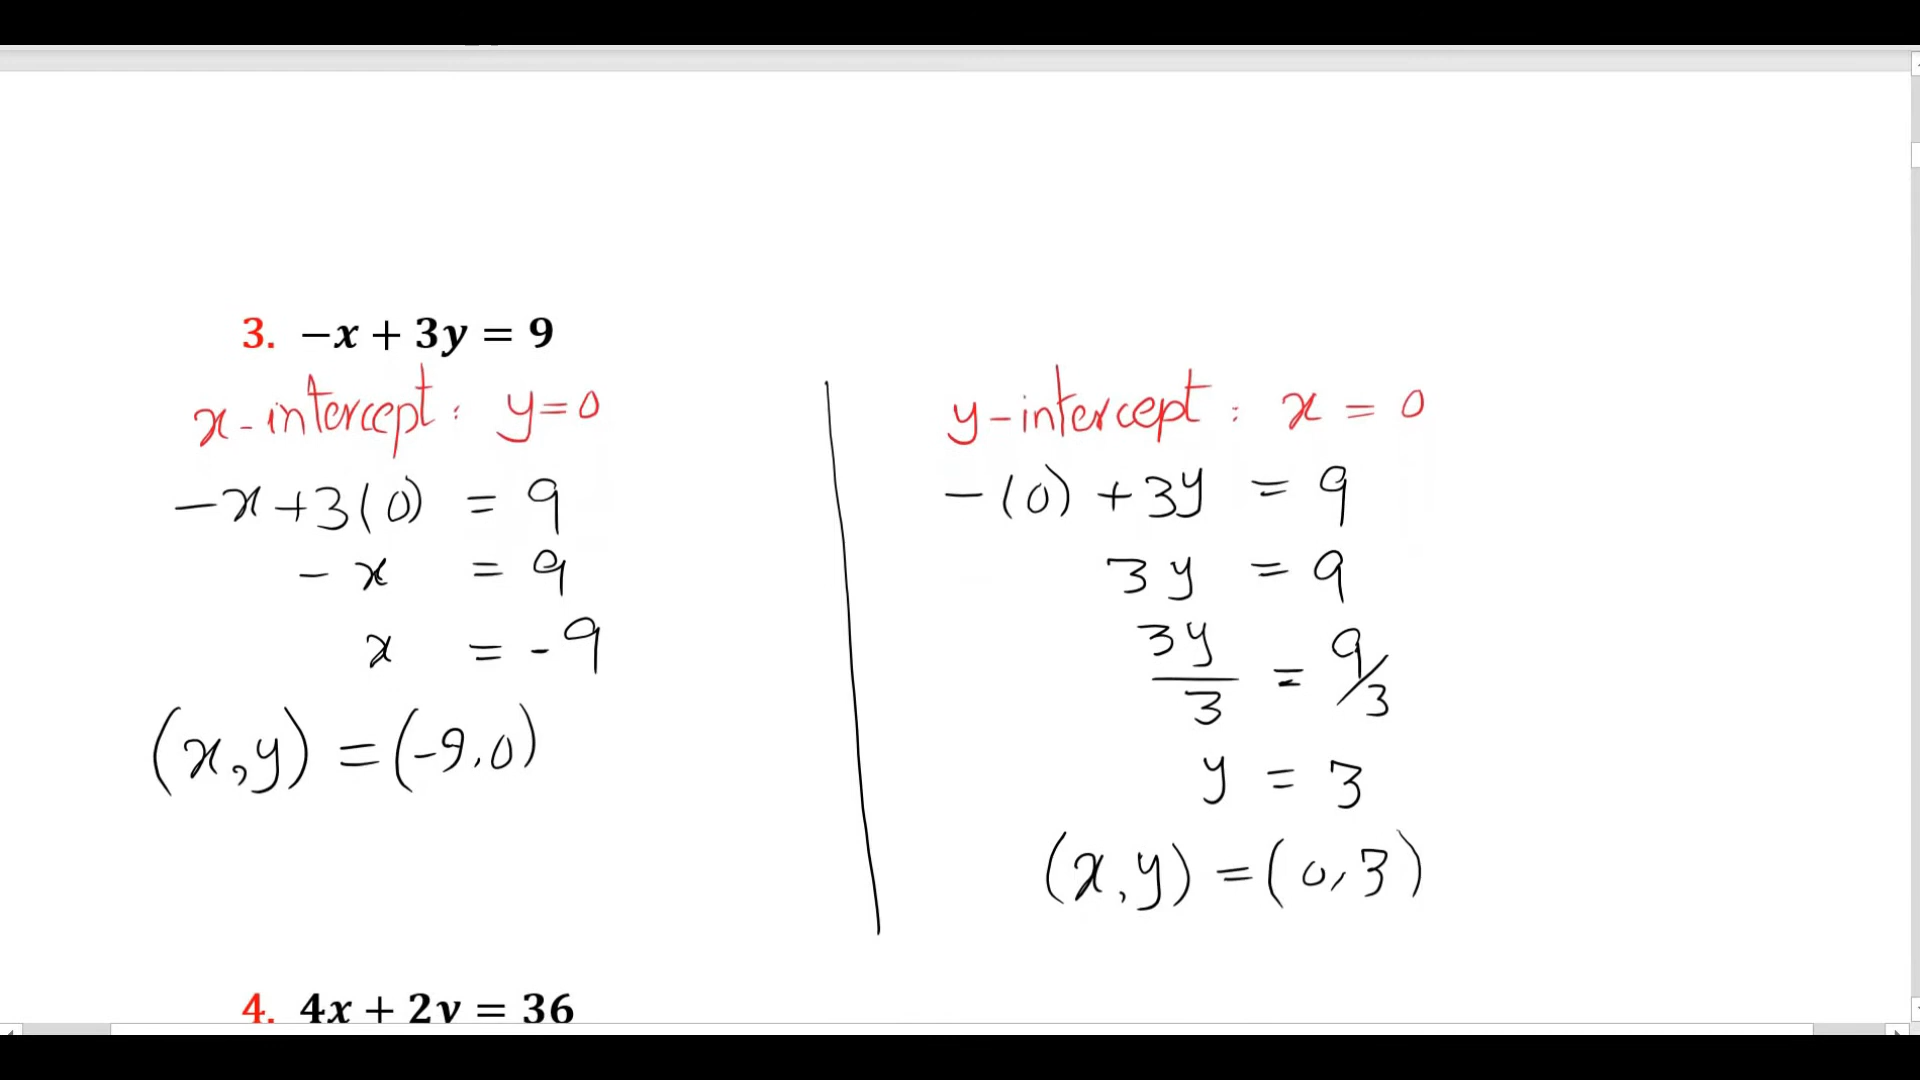 3. −x + 3y = 9
x-intercept: y=0
-x+3(0) = 9
-x = 9
x = -9
(x,y) = (-9,0)
y-intercept: x = 0
-(0) +3y = 9
3y = 9
3y/3 = 9/3
y = 3
(x,y) = (0,3)
4. 4x + 2y = 36